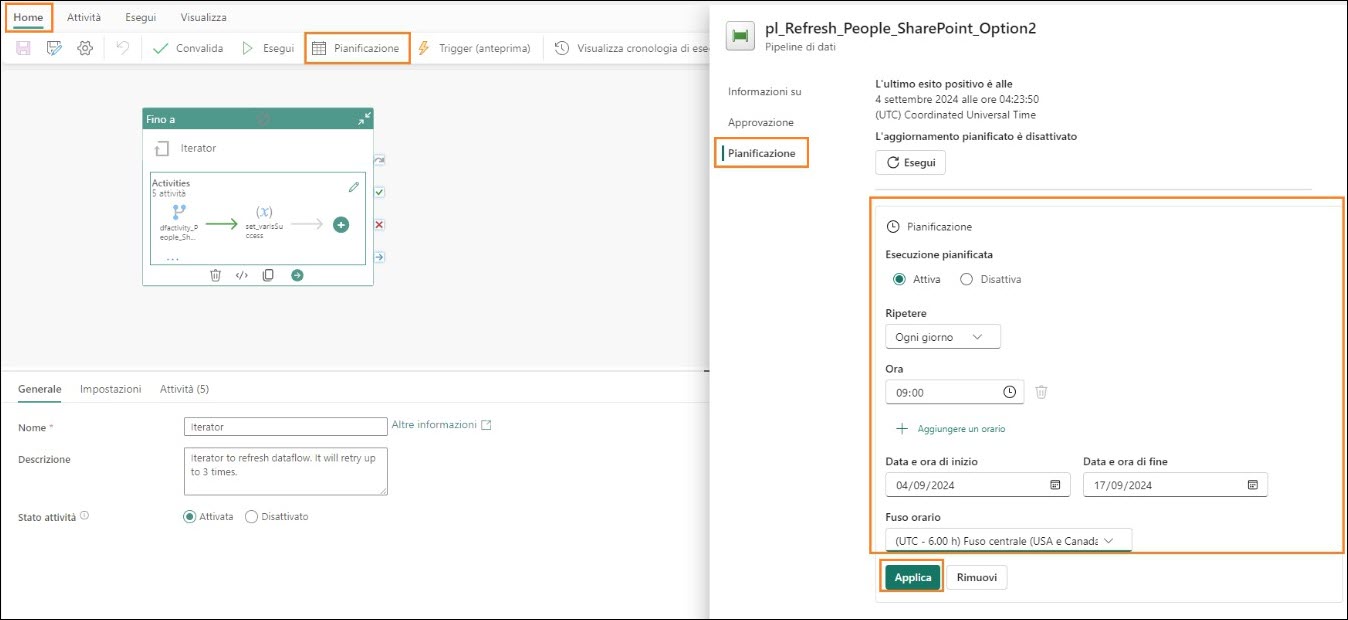 Home
Attività
Esegui
Visualizza
Convalida
Esegui
Pianificazione
Trigger (anteprima)
Visualizza cronologia di esec
Fino a
Iterator
Activities
5 attività
dfactivity_P
eople_Sh...
(x)
set_varisSu
ccess
...
</>
Generale
Impostazioni
Attività (5)
Nome *
Iterator
Altre informazioni
Descrizione
Iterator to refresh dataflow. It will retry up
to 3 times.
Stato attività
Attivata
Disattivato
pl_Refresh_People_SharePoint_Option2
Pipeline di dati
Informazioni su
Approvazione
Pianificazione
L'ultimo esito positivo è alle
4 settembre 2024 alle ore 04:23:50
(UTC) Coordinated Universal Time
L'aggiornamento pianificato è disattivato
Esegui
Pianificazione
Esecuzione pianificata
Attiva
Disattiva
Ripetere
Ogni giorno
Ora
09:00
Aggiungere un orario
Data e ora di inizio
Data e ora di fine
04/09/2024
17/09/2024
Fuso orario
(UTC - 6.00 h) Fuso centrale (USA e Canada
Applica
Rimuovi